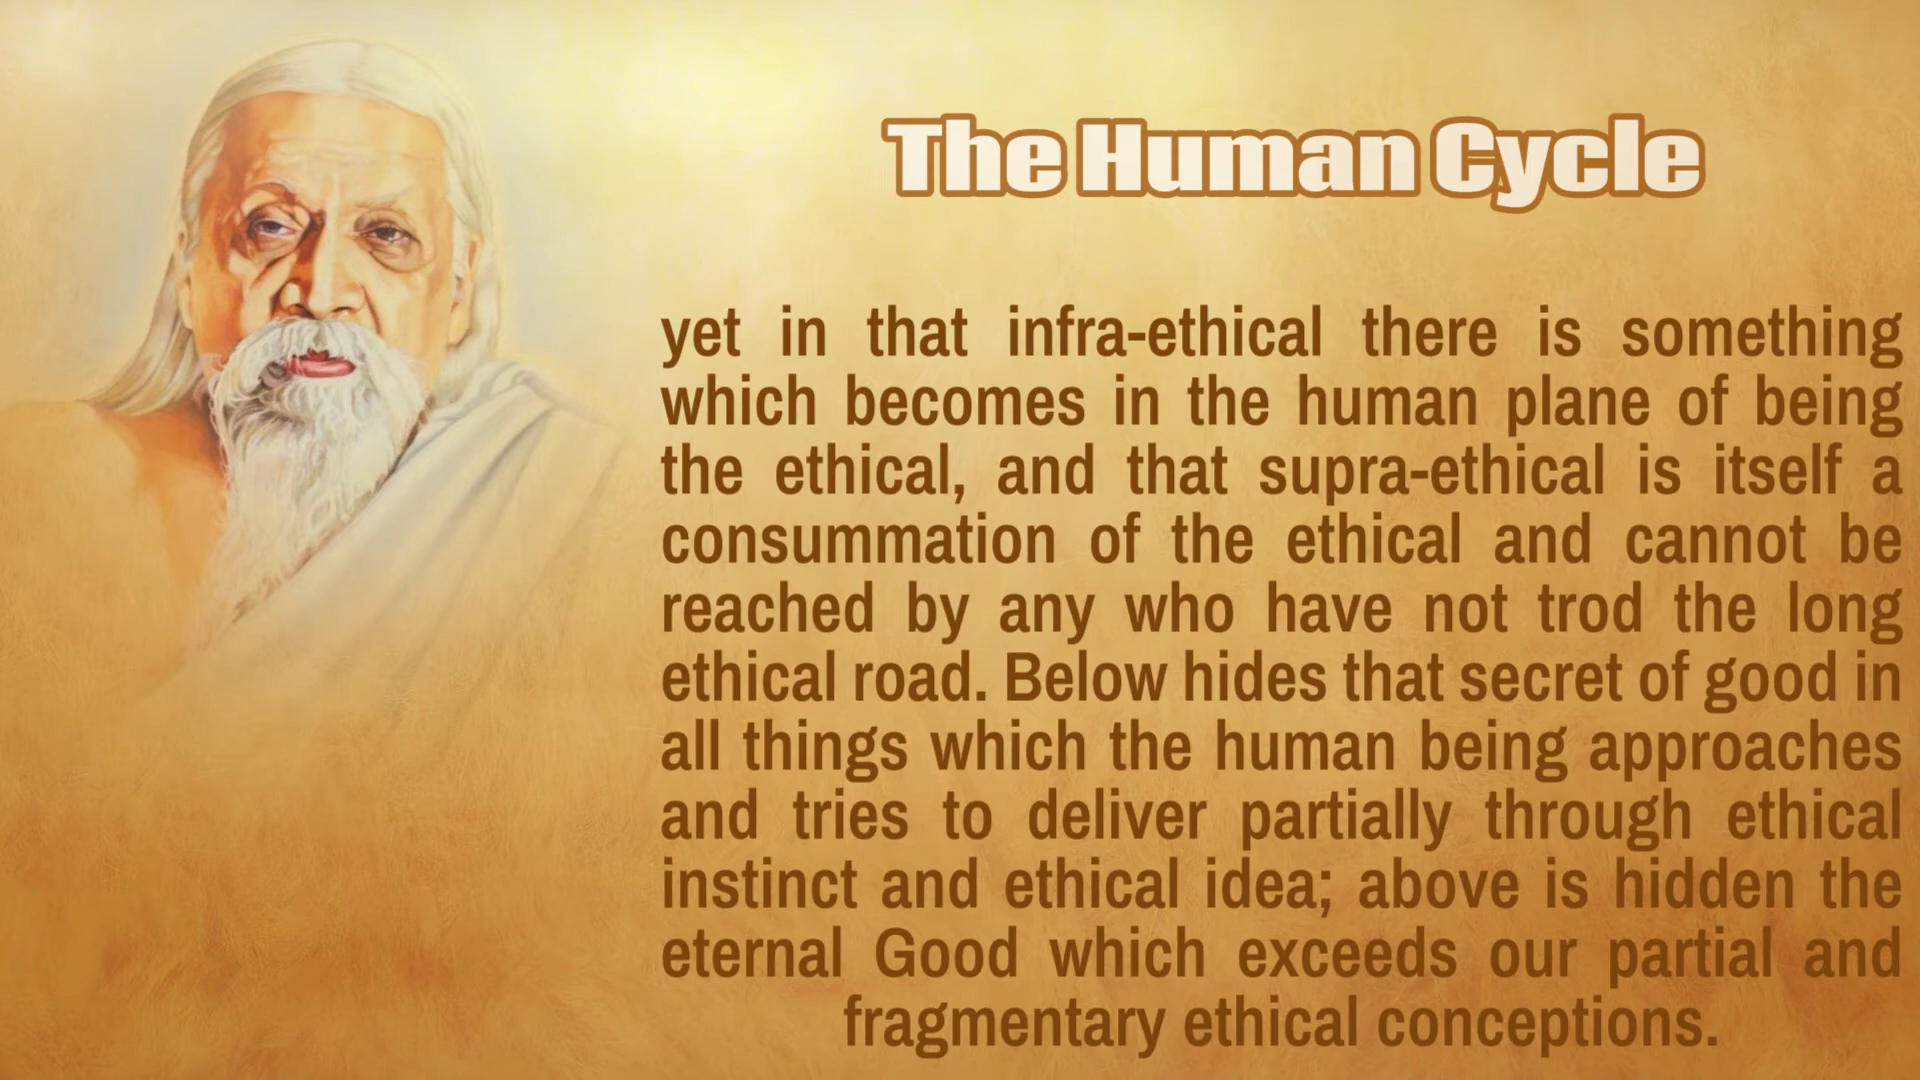 The Human Cycle
yet in that infra-ethical there is something
which becomes in the human plane of being
the ethical, and that supra-ethical is itself a
consummation of the ethical and cannot be
reached by any who have not trod the long
ethical road. Below hides that secret of good in
all things which the human being approaches
and tries to deliver partially through ethical
instinct and ethical idea; above is hidden the
eternal Good which exceeds our partial and
fragmentary ethical conceptions.